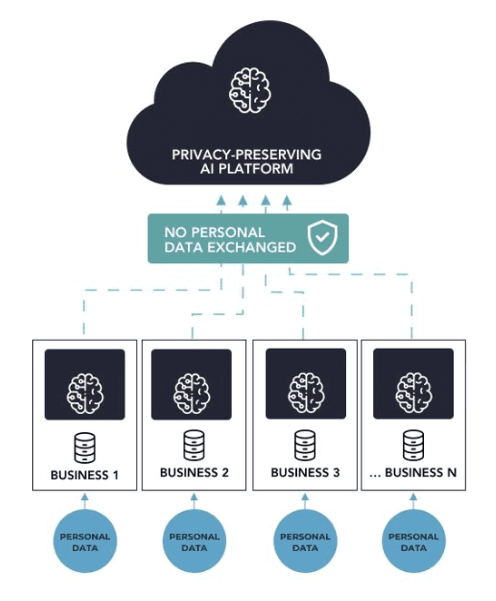 PRIVACY-PRESERVING
AI PLATFORM
NO PERSONAL
DATA EXCHANGED
BUSINESS 1
BUSINESS 2
BUSINESS 3
... BUSINESS N
PERSONAL
DATA
PERSONAL
DATA
PERSONAL
DATA
PERSONAL
DATA